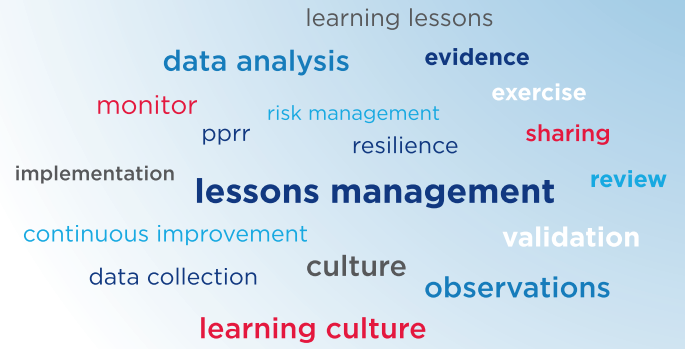 learning lessons
data analysis
evidence
exercise
monitor
risk management
pprr
resilience
sharing
implementation
lessons management
review
continuous improvement
validation
culture
data collection
observations
learning culture